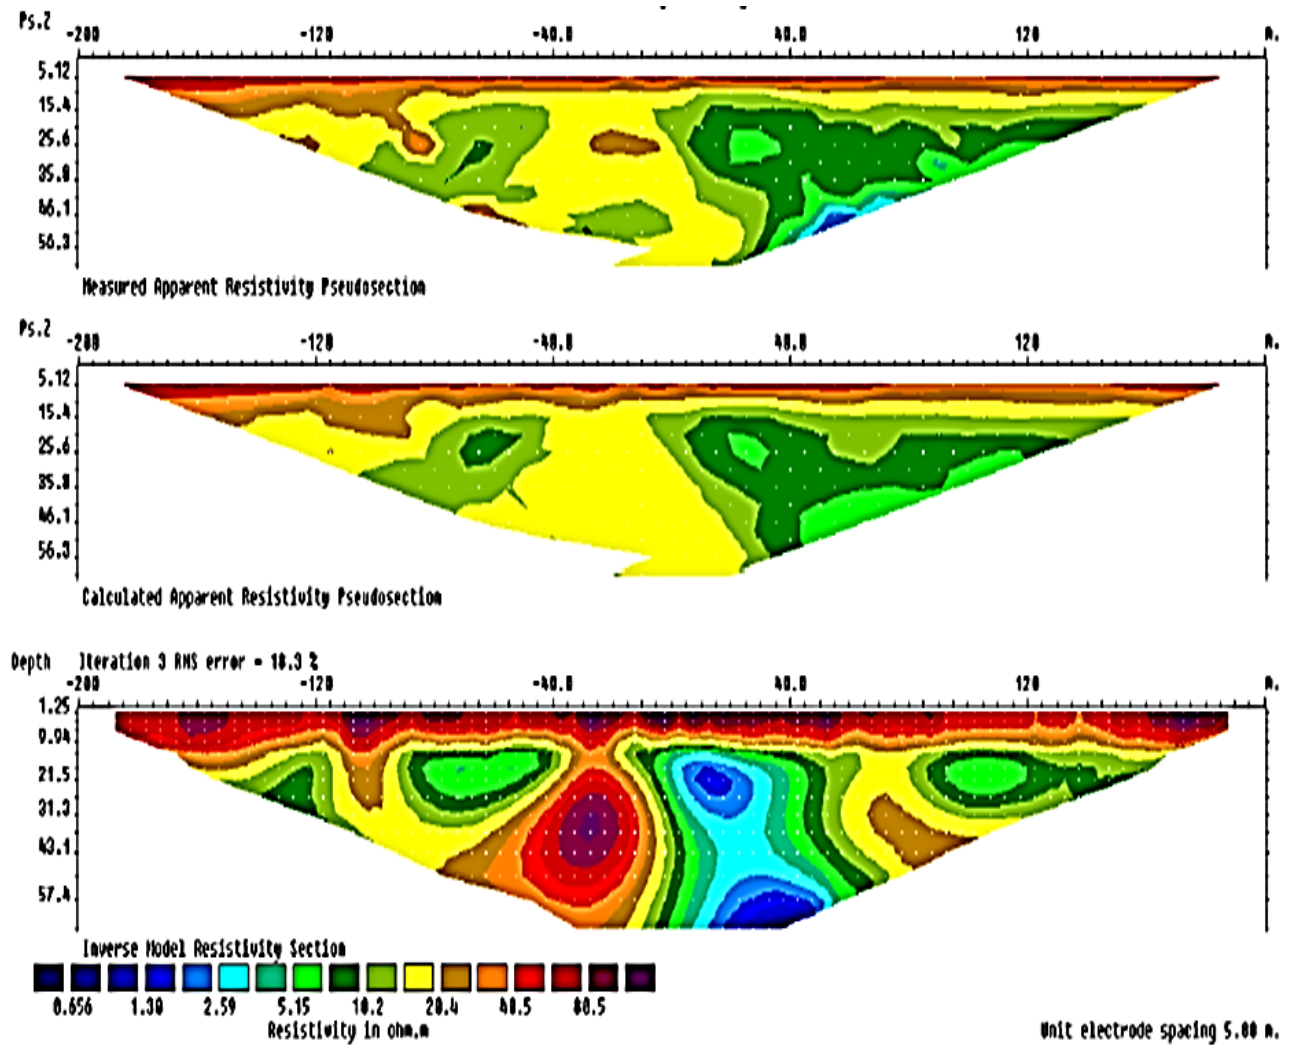 Ps.Z -200 -120 -40.0 40.0 120 m.
5.12
15.4
25.6
35.8
46.1
56.3
Measured Apparent Resistivity Pseudosection
Ps.Z -200 -120 -40.0 40.0 120 m.
5.12
15.4
25.6
35.8
46.1
56.3
Calculated Apparent Resistivity Pseudosection
Depth Iteration 3 RMS error = 18.3 %
-200 -120 -40.0 40.0 120 m.
1.25
9.94
21.5
31.3
43.1
57.4
Inverse Model Resistivity Section
0.656 1.30 2.59 5.15 10.2 20.4 40.5 80.5
Resistivity in ohm.m
Unit electrode spacing 5.00 m.